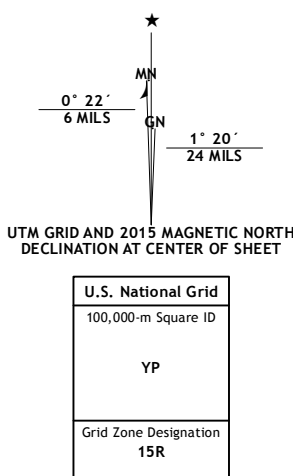 MN
0° 22´
6 MILS
GN
1° 20´
24 MILS
UTM GRID AND 2015 MAGNETIC NORTH
DECLINATION AT CENTER OF SHEET
U.S. National Grid
100,000-m Square ID
YP
Grid Zone Designation
15R